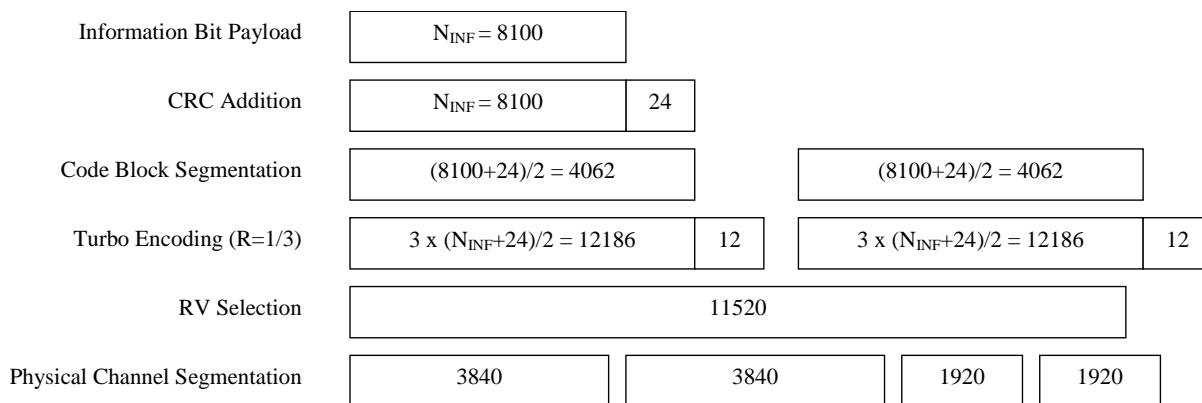 Information Bit Payload N_INF = 8100
CRC Addition N_INF = 8100 24
Code Block Segmentation (8100+24)/2 = 4062 (8100+24)/2 = 4062
Turbo Encoding (R=1/3) 3 x (N_INF+24)/2 = 12186 12 3 x (N_INF+24)/2 = 12186 12
RV Selection 11520
Physical Channel Segmentation 3840 3840 1920 1920